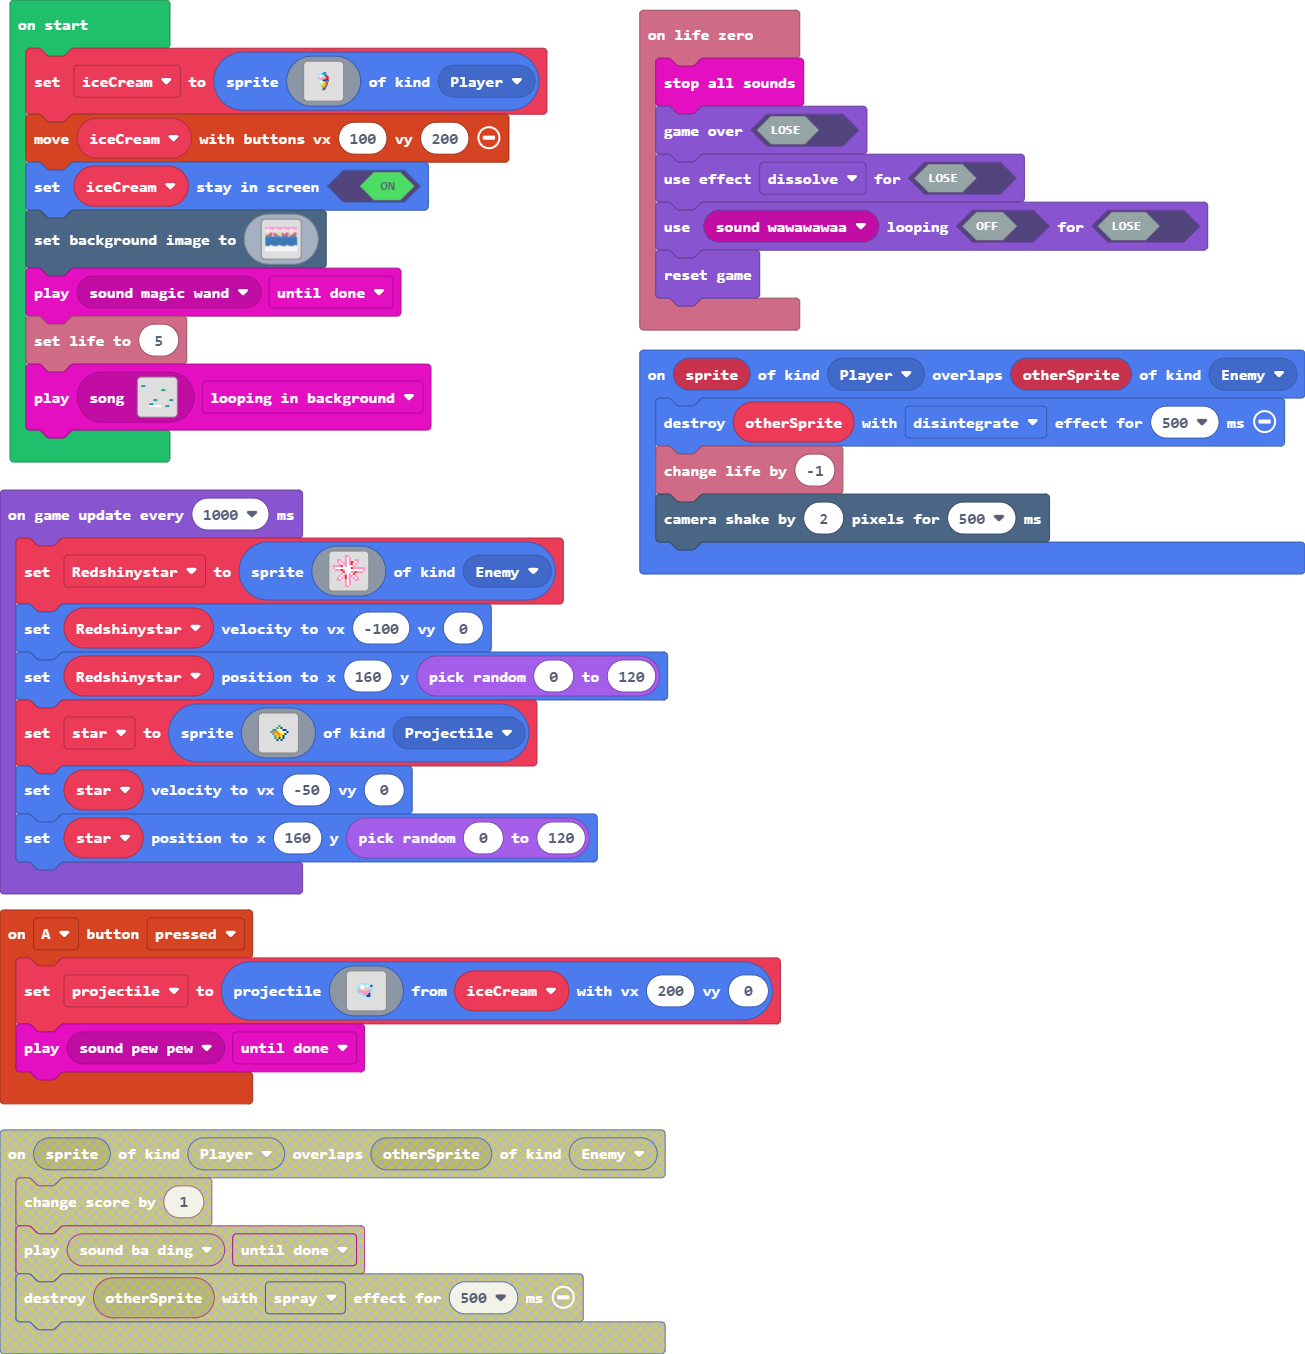 on start
set iceCream to sprite of kind Player
move iceCream with buttons vx 100 vy 200
set iceCream stay in screen ON
set background image to
play sound magic wand until done
set life to 5
play song looping in background
on life zero
stop all sounds
game over LOSE
use effect dissolve for LOSE
use sound wawawawaa looping OFF for LOSE
reset game
on sprite of kind Player overlaps otherSprite of kind Enemy
destroy otherSprite with disintegrate effect for 500 ms
change life by -1
camera shake by 2 pixels for 500 ms
on game update every 1000 ms
set Redshinystar to sprite of kind Enemy
set Redshinystar velocity to vx -100 vy 0
set Redshinystar position to x 160 y pick random 0 to 120
set star to sprite of kind Projectile
set star velocity to vx -50 vy 0
set star position to x 160 y pick random 0 to 120
on A button pressed
set projectile to projectile from iceCream with vx 200 vy 0
play sound pew pew until done
on sprite of kind Player overlaps otherSprite of kind Enemy
change score by 1
play sound ba ding until done
destroy otherSprite with spray effect for 500 ms